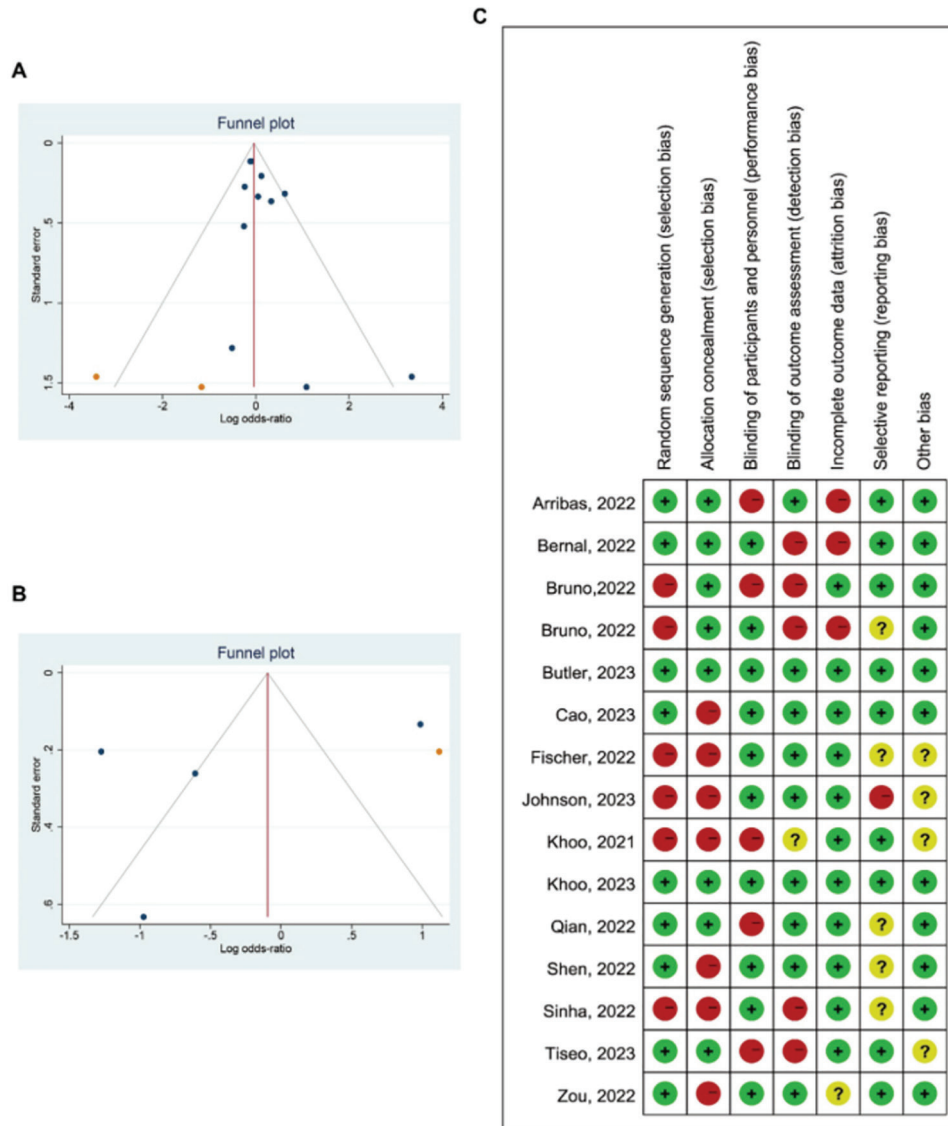 A
Funnel plot
Standard error
0
.5
1
1.5
-4
-2
0
2
4
Log odds-ratio
B
Funnel plot
Standard error
0
.2
.4
.6
-1.5
-1
-.5
0
.5
1
Log odds-ratio
C
Random sequence generation (selection bias)
Allocation concealment (selection bias)
Blinding of participants and personnel (performance bias)
Blinding of outcome assessment (detection bias)
Incomplete outcome data (attrition bias)
Selective reporting (reporting bias)
Other bias
Arribas, 2022 + + - + - + +
Bernal, 2022 + + + - - + +
Bruno,2022 - + - - + + +
Bruno, 2022 - + + - - ? +
Butler, 2023 + + + + + + +
Cao, 2023 + - + + + + +
Fischer, 2022 - - + + + ? ?
Johnson, 2023 - - + + + - ?
Khoo, 2021 - - - ? + + ?
Khoo, 2023 + + + + + + +
Qian, 2022 + + - + + ? +
Shen, 2022 + - + + + ? +
Sinha, 2022 - - + - + ? +
Tiseo, 2023 + + - - + + ?
Zou, 2022 + - + + ? + +